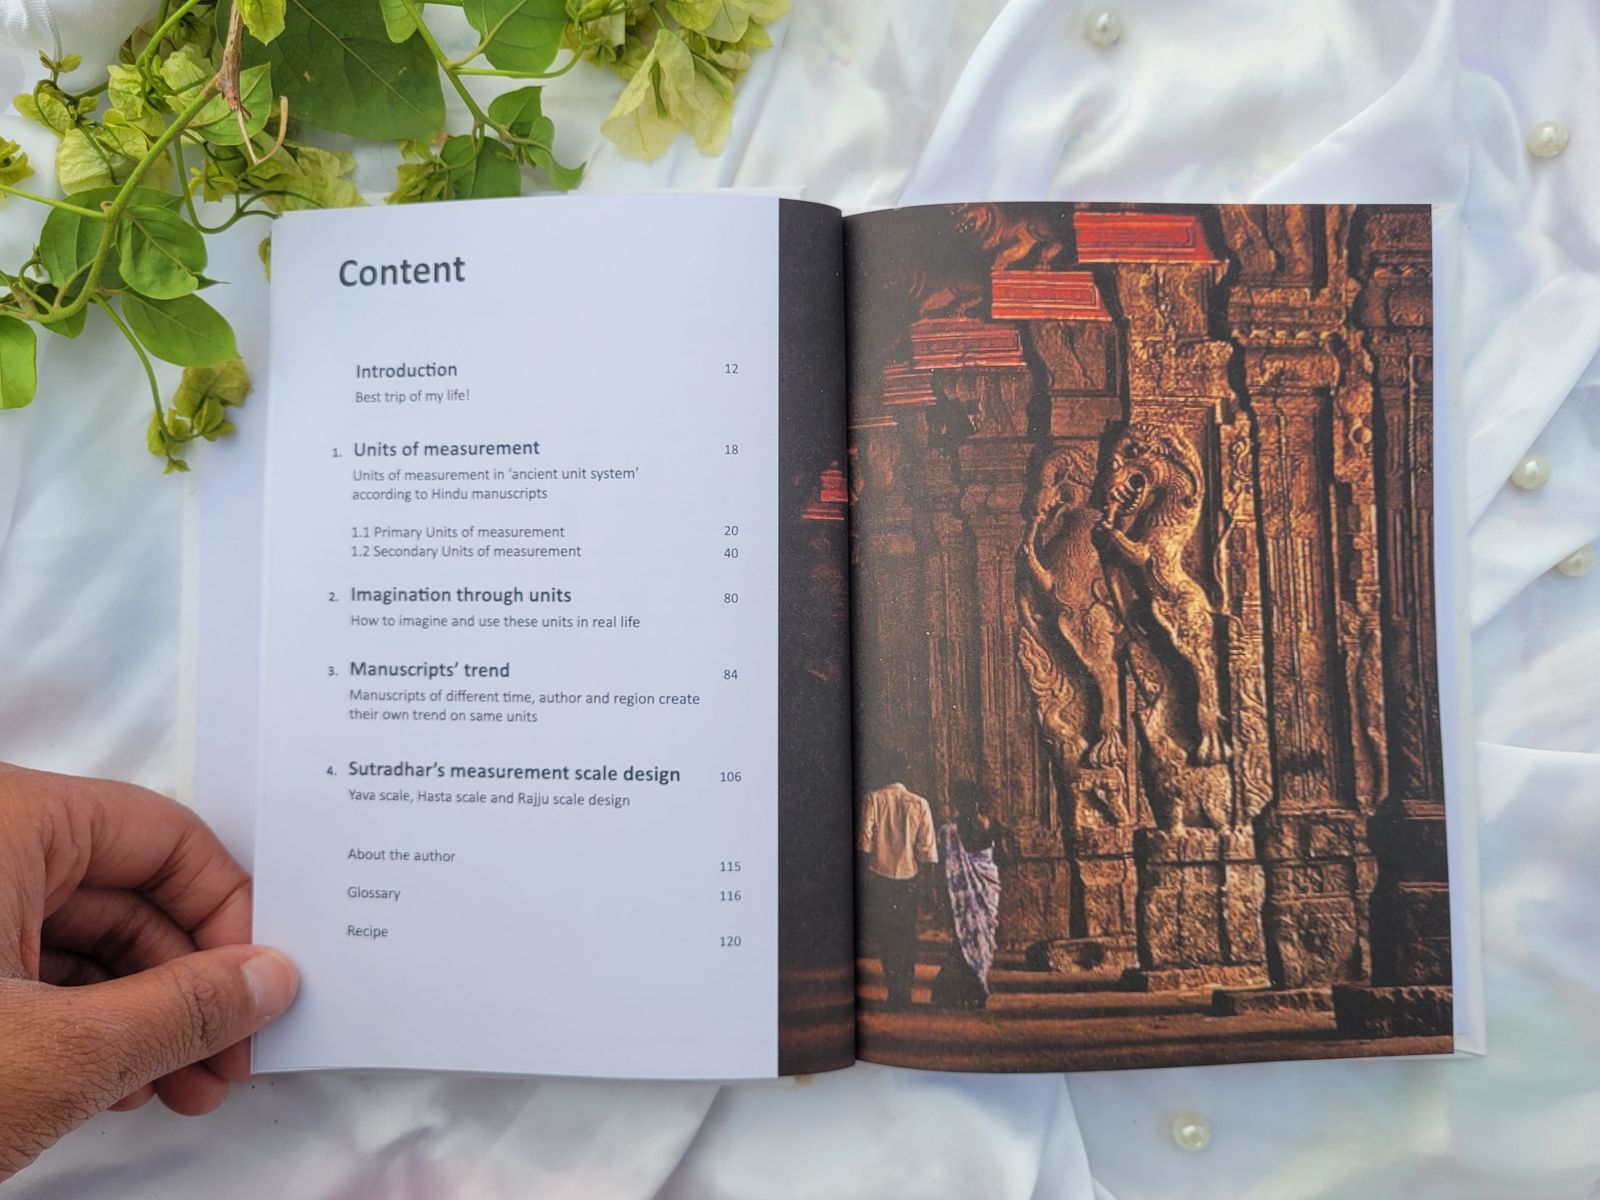 Content
Introduction 12
Best trip of my life!
1. Units of measurement 18
Units of measurement in ‘ancient unit system’
according to Hindu manuscripts
1.1 Primary Units of measurement 20
1.2 Secondary Units of measurement 40
2. Imagination through units 80
How to imagine and use these units in real life
3. Manuscripts’ trend 84
Manuscripts of different time, author and region create
their own trend on same units
4. Sutradhar’s measurement scale design 106
Yava scale, Hasta scale and Rajju scale design
About the author 115
Glossary 116
Recipe 120